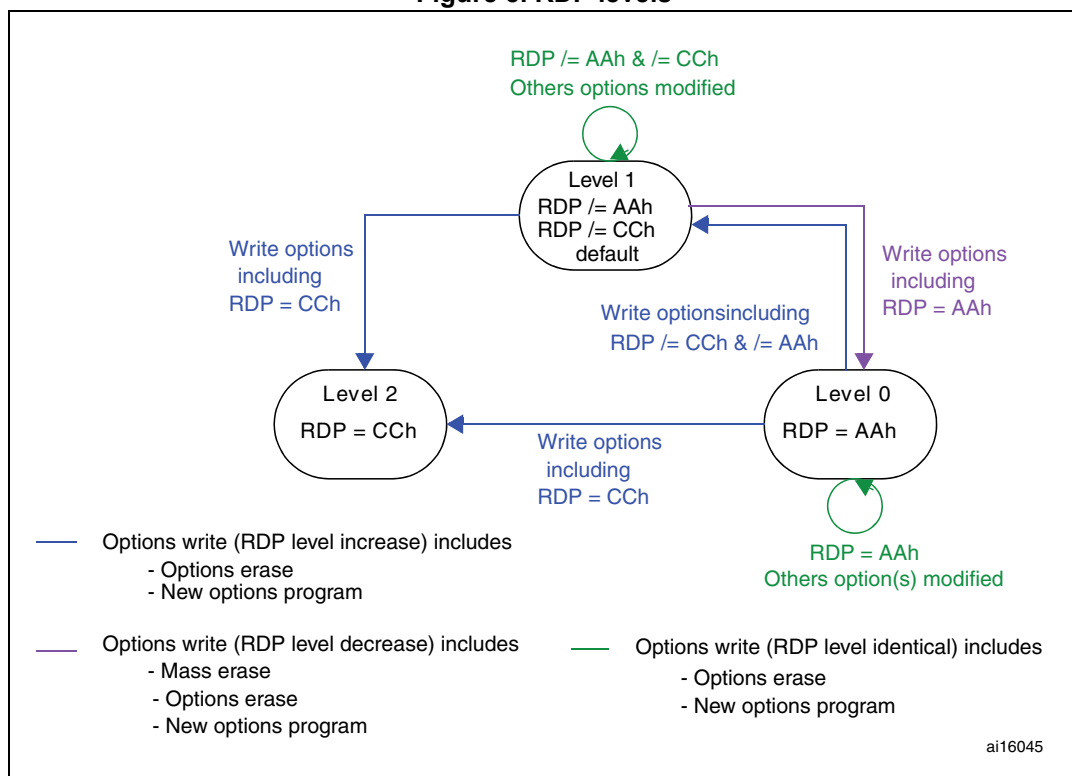 Figure 3. RDP levels
RDP /= AAh & /= CCh
Others options modified
Level 1
RDP /= AAh
RDP /= CCh
default
Write options
including
RDP = CCh
Write options
including
RDP = AAh
Write optionsincluding
RDP /= CCh & /= AAh
Level 2
RDP = CCh
Level 0
RDP = AAh
Write options
including
RDP = CCh
RDP = AAh
Others option(s) modified
Options write (RDP level increase) includes
- Options erase
- New options program
Options write (RDP level decrease) includes
- Mass erase
- Options erase
- New options program
Options write (RDP level identical) includes
- Options erase
- New options program
ai16045